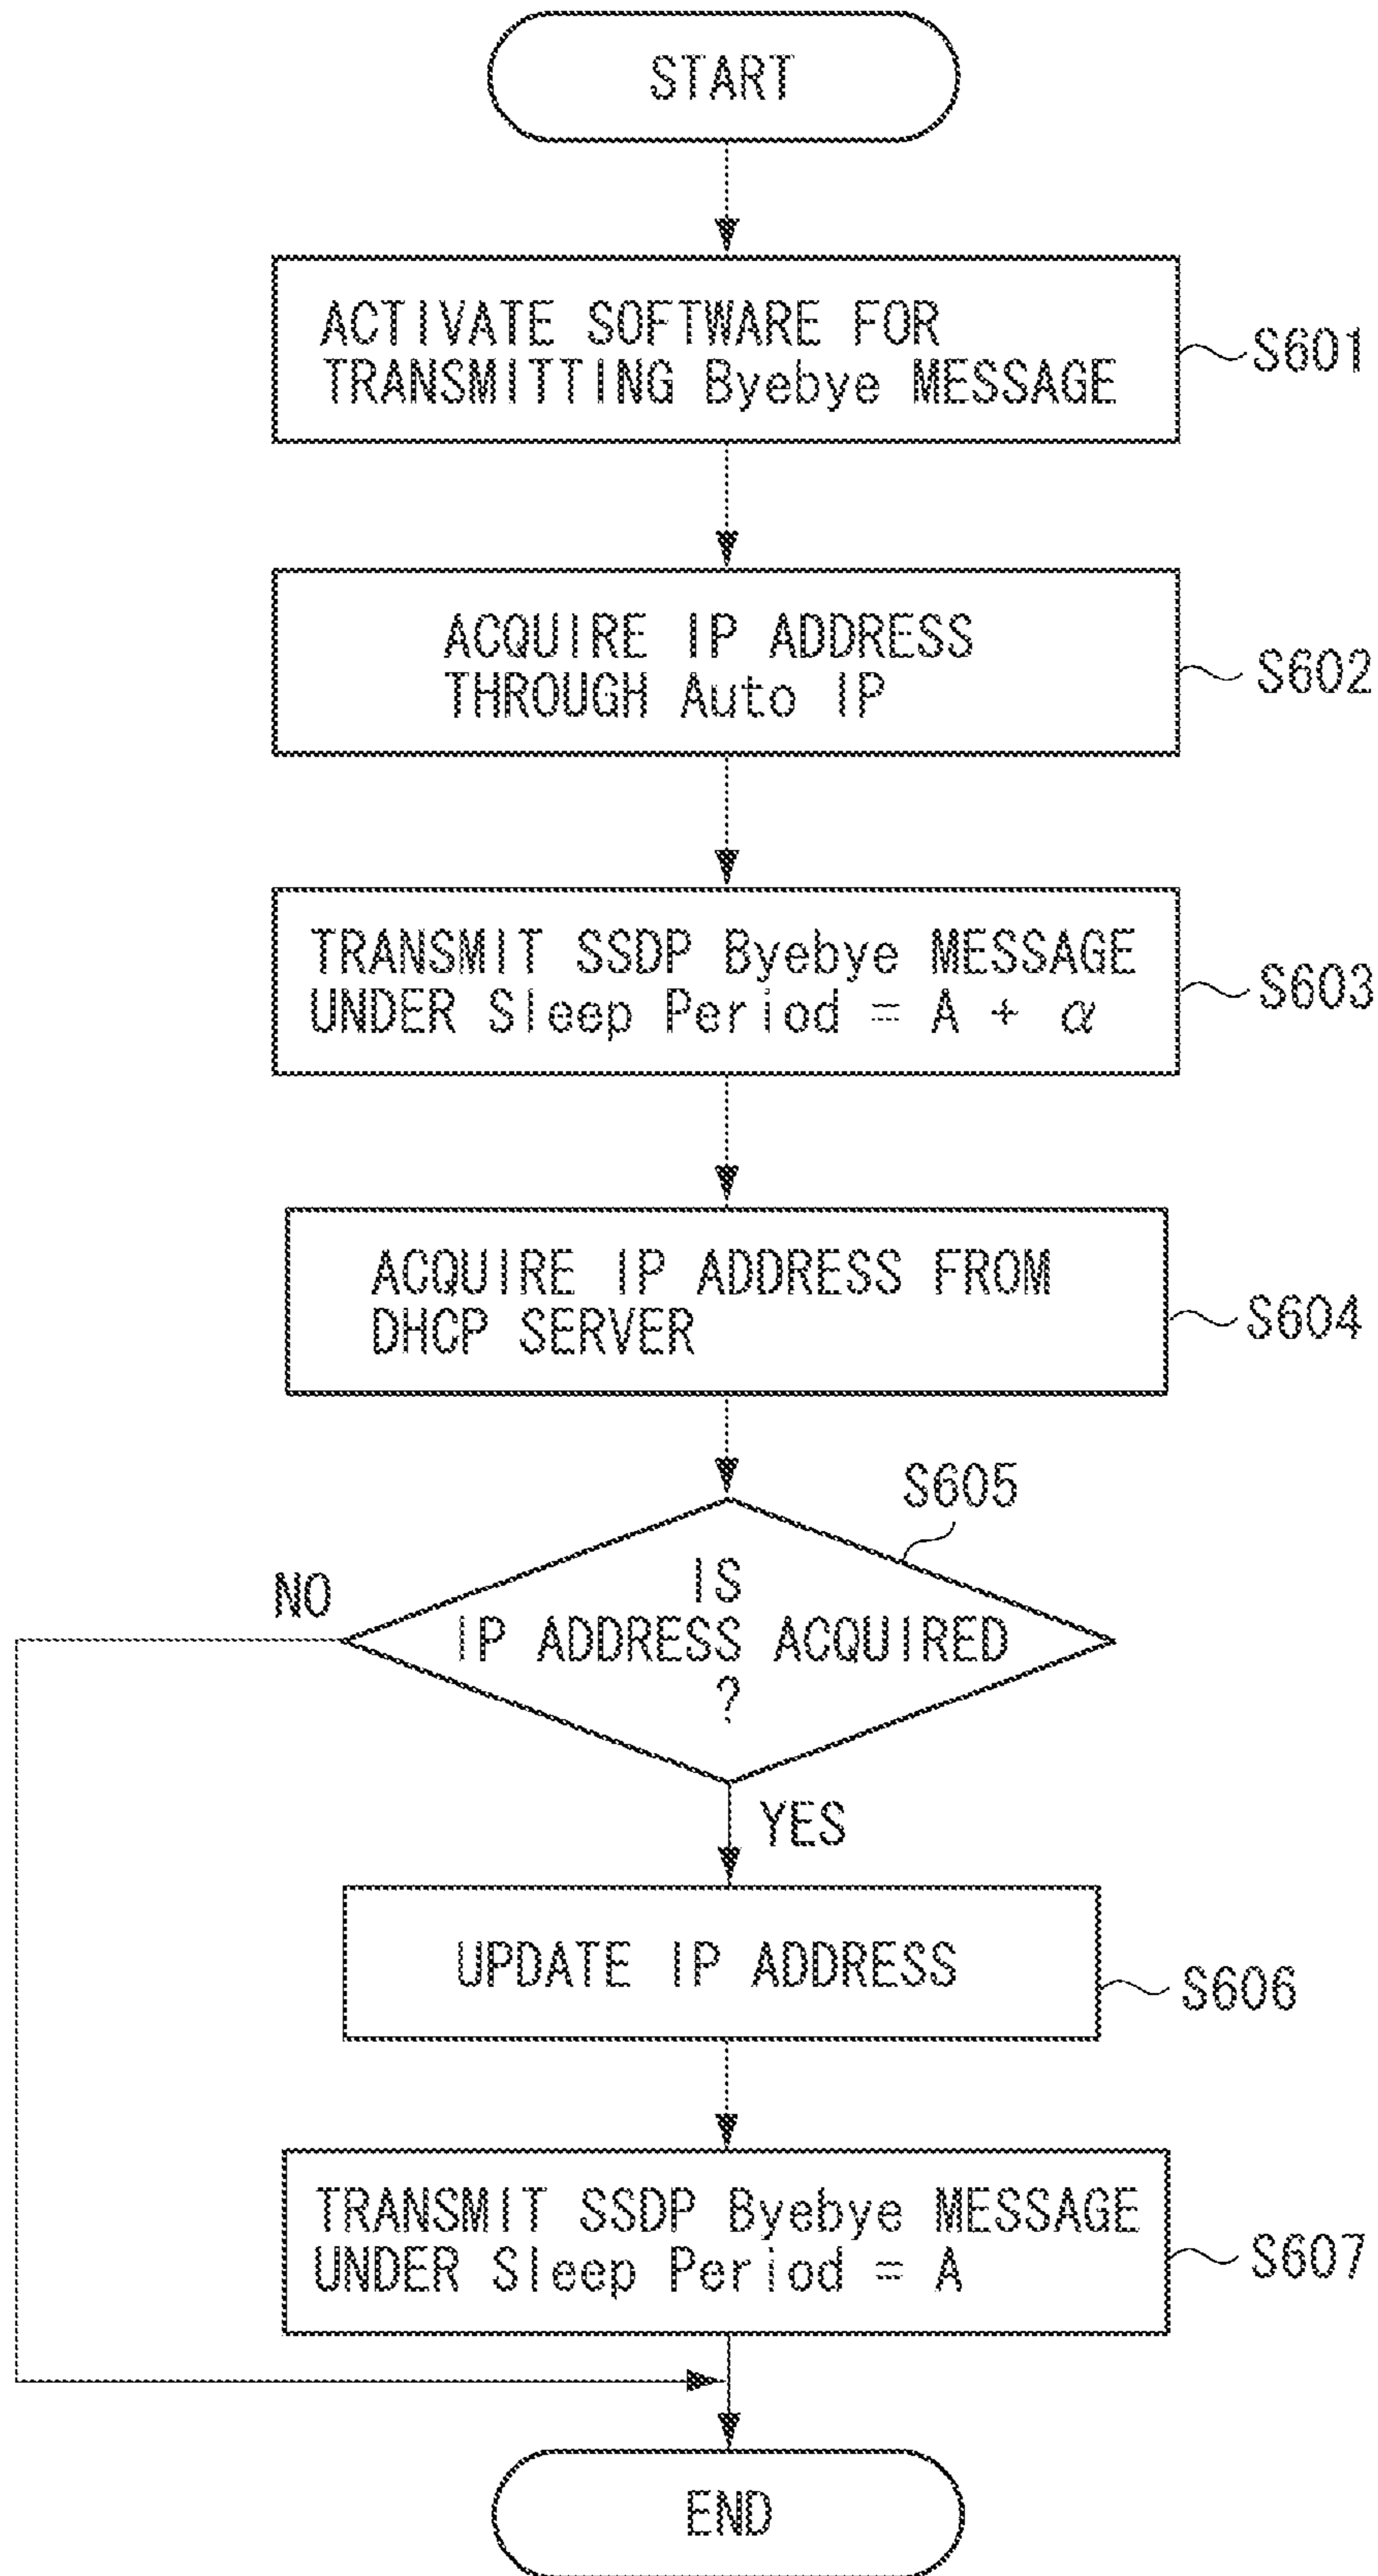 START
ACTIVATE SOFTWARE FOR
TRANSMITTING Byebye MESSAGE
S601
ACQUIRE IP ADDRESS
THROUGH Auto IP
S602
TRANSMIT SSDP Byebye MESSAGE
UNDER Sleep Period = A + α
S603
ACQUIRE IP ADDRESS FROM
DHCP SERVER
S604
S605
IS
IP ADDRESS ACQUIRED
?
NO
YES
UPDATE IP ADDRESS
S606
TRANSMIT SSDP Byebye MESSAGE
UNDER Sleep Period = A
S607
END